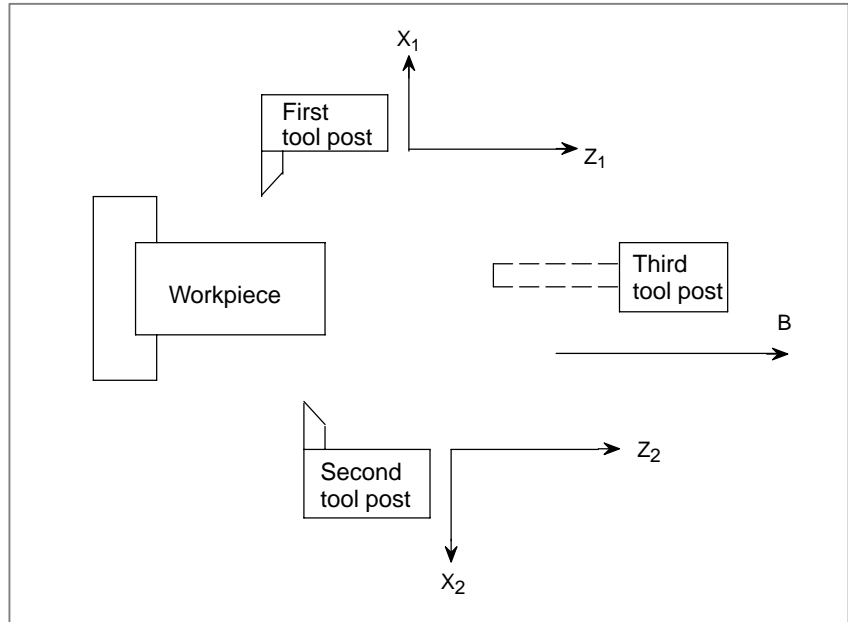 X1
First
tool post
Z1
Third
tool post
Workpiece
B
Second
tool post
Z2
X2